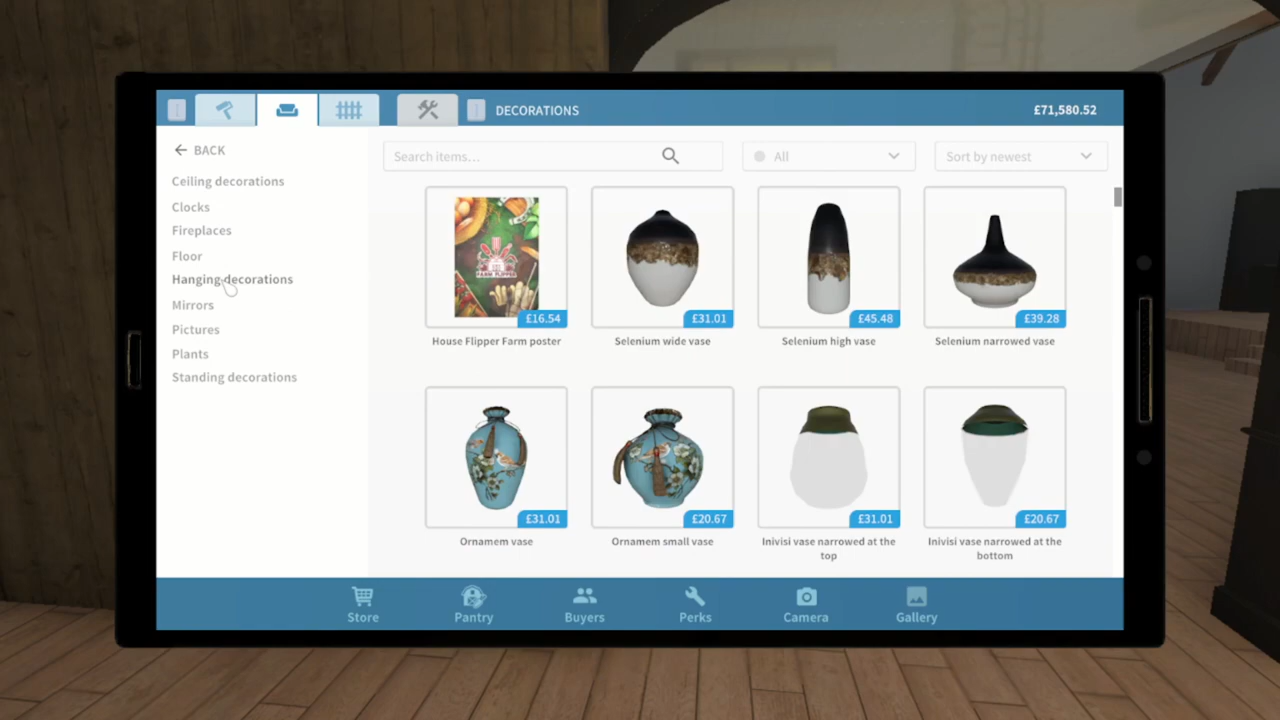 DECORATIONS
£71,580.52
BACK
Ceiling decorations
Clocks
Fireplaces
Floor
Hanging decorations
Mirrors
Pictures
Plants
Standing decorations
Search items...
All
Sort by newest
FARM FLIPPER
£16.54
£31.01
£45.48
£39.28
House Flipper Farm poster
Selenium wide vase
Selenium high vase
Selenium narrowed vase
£31.01
£20.67
£31.01
£20.67
Ornamem vase
Ornamem small vase
Inivisi vase narrowed at the
top
Inivisi vase narrowed at the
bottom
Store
Pantry
Buyers
Perks
Camera
Gallery